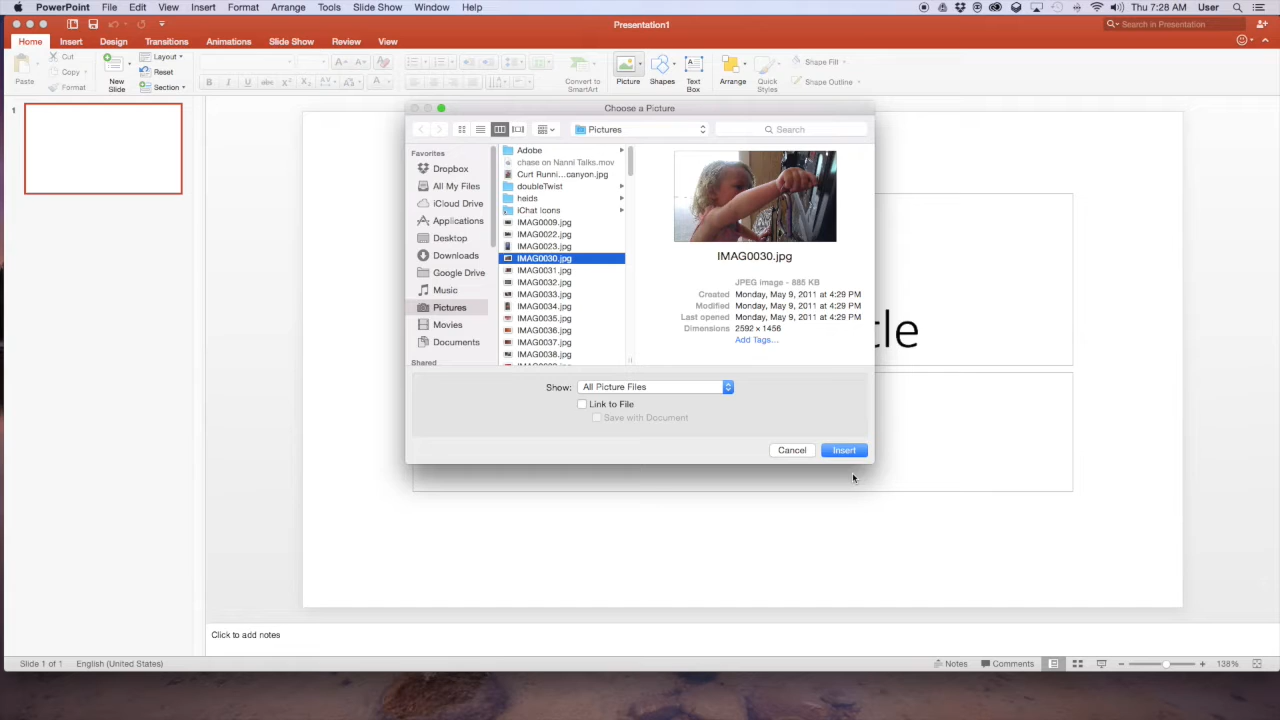 PowerPoint File Edit View Insert Format Tools Arrange Slide Show Window Help Thu 7:28 AM User
Presentation1
Search in Presentation
Home Insert Design Transitions Animations Slide Show Review View
Paste
Cut
Copy
Format
New Slide
Layout
Reset
Section
Convert to SmartArt
Picture
Shapes
Text Box
Arrange
Quick Styles
Shape Fill
Shape Outline
1
Choose a Picture
Pictures
Search
Favorites
Dropbox
All My Files
iCloud Drive
Applications
Desktop
Downloads
Google Drive
Music
Pictures
Movies
Documents
Shared
Adobe
chase on Nanni Talks.mov
Curt Runni...canyon.jpg
doubleTwist
heids
iChat Icons
IMAG0009.jpg
IMAG0022.jpg
IMAG0023.jpg
IMAG0030.jpg
IMAG0031.jpg
IMAG0032.jpg
IMAG0033.jpg
IMAG0034.jpg
IMAG0035.jpg
IMAG0036.jpg
IMAG0037.jpg
IMAG0038.jpg
IMAG0030.jpg
JPEG image - 885 KB
Created Monday, May 9, 2011 at 4:29 PM
Modified Monday, May 9, 2011 at 4:29 PM
Last opened Monday, May 9, 2011 at 4:29 PM
Dimensions 2592 × 1456
Add Tags...
tle
Show: All Picture Files
Link to File
Save with Document
Cancel Insert
Click to add notes
Slide 1 of 1 English (United States) Notes Comments 138%